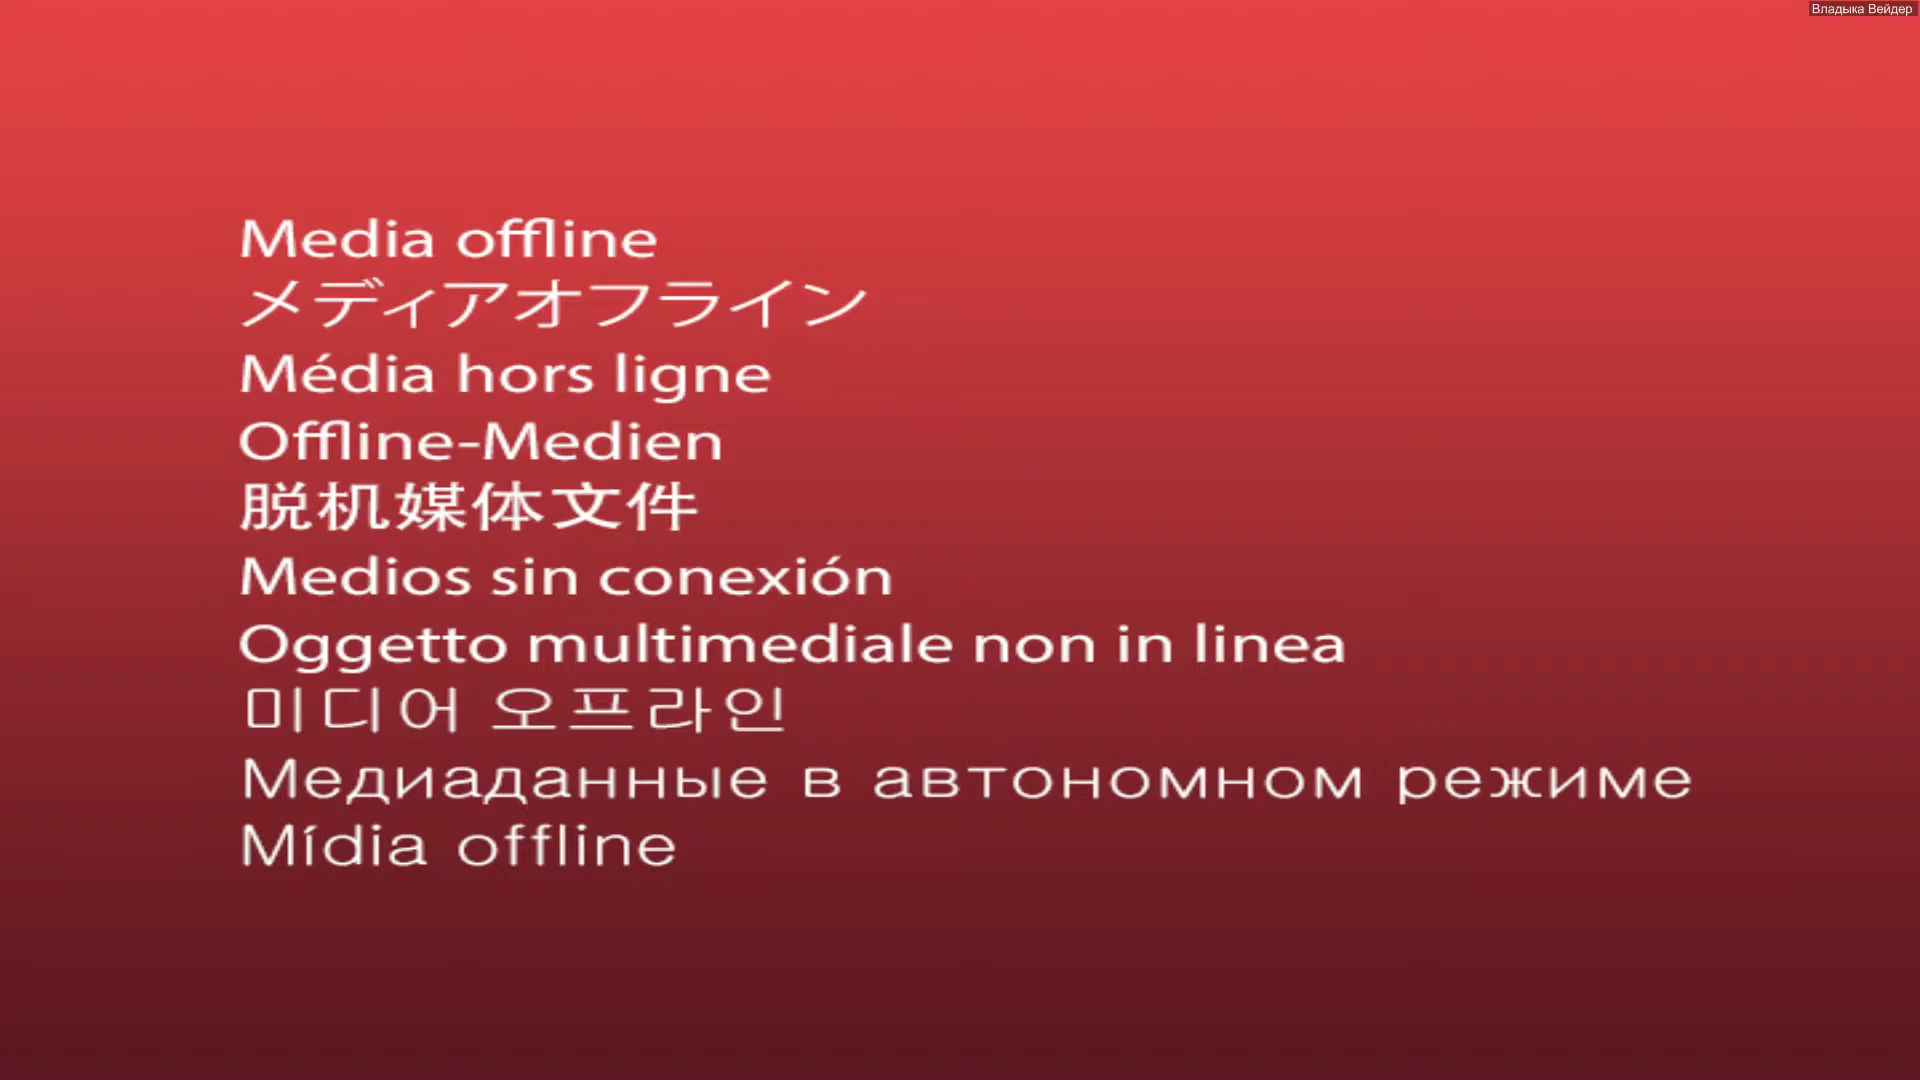 Владыка Вейдер
Media offline
メディアオフライン
Média hors ligne
Offline-Medien
脱机媒体文件
Medios sin conexión
Oggetto multimediale non in linea
미디어 오프라인
Медиаданные в автономном режиме
Mídia offline